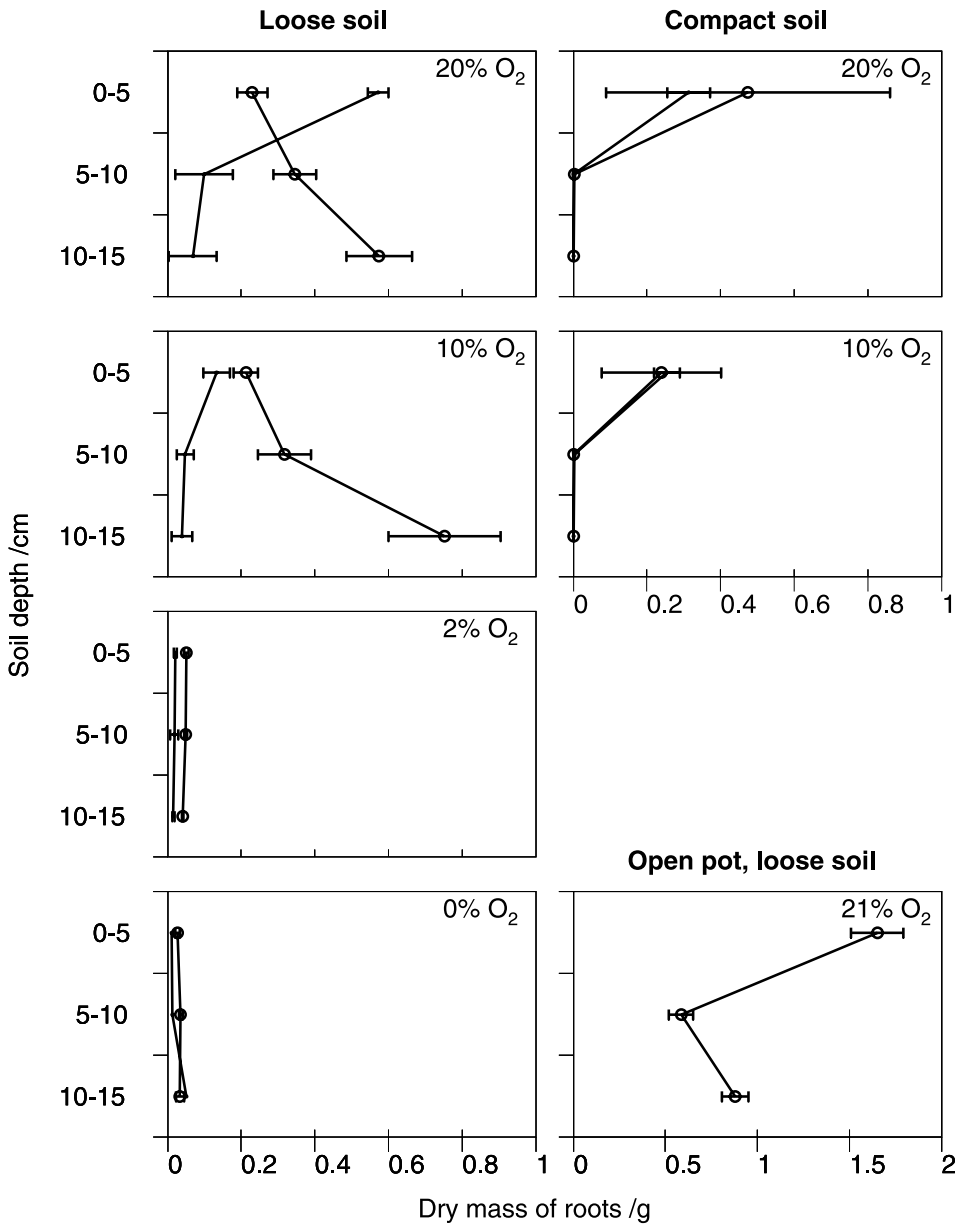 Loose soil
Compact soil
20% O₂
20% O₂
0-5
5-10
10-15
10% O₂
10% O₂
0-5
5-10
10-15
0 0.2 0.4 0.6 0.8 1
Soil depth /cm
2% O₂
0-5
5-10
10-15
Open pot, loose soil
0% O₂
21% O₂
0-5
5-10
10-15
0 0.2 0.4 0.6 0.8 1
0 0.5 1 1.5 2
Dry mass of roots /g